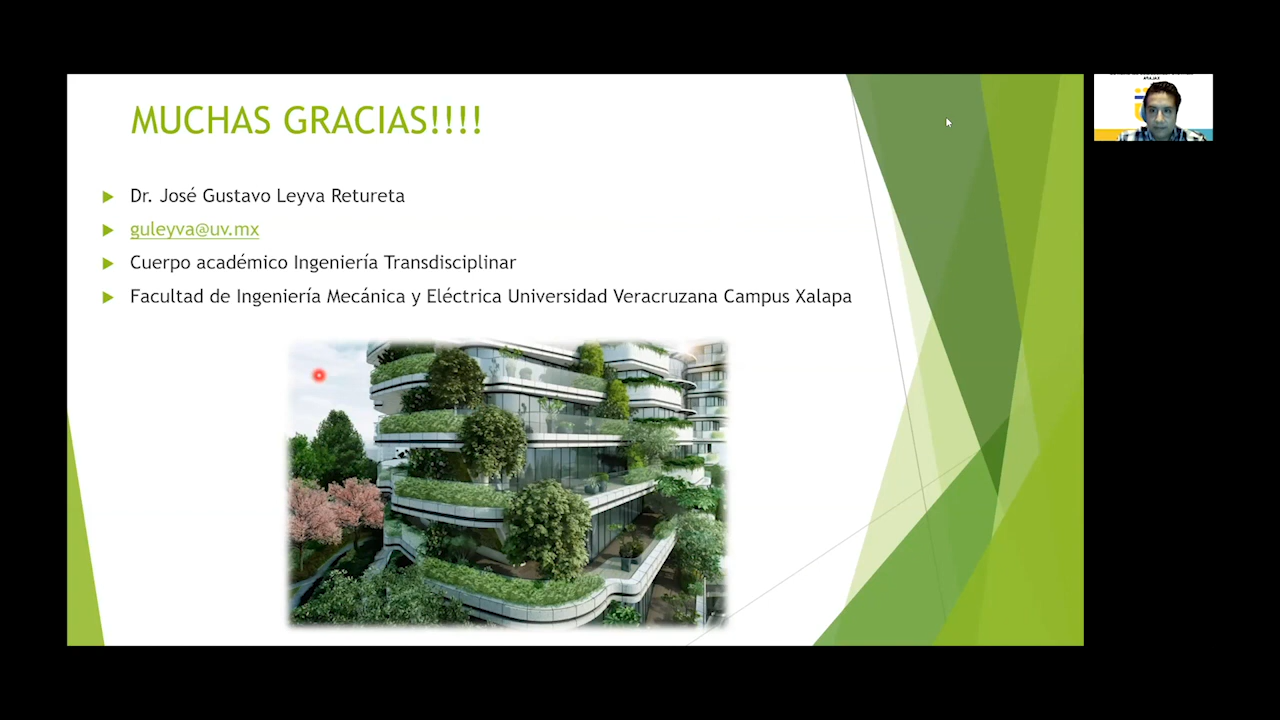 MUCHAS GRACIAS!!!!
Dr. José Gustavo Leyva Retureta
guleyva@uv.mx
Cuerpo académico Ingeniería Transdisciplinar
Facultad de Ingeniería Mecánica y Eléctrica Universidad Veracruzana Campus Xalapa